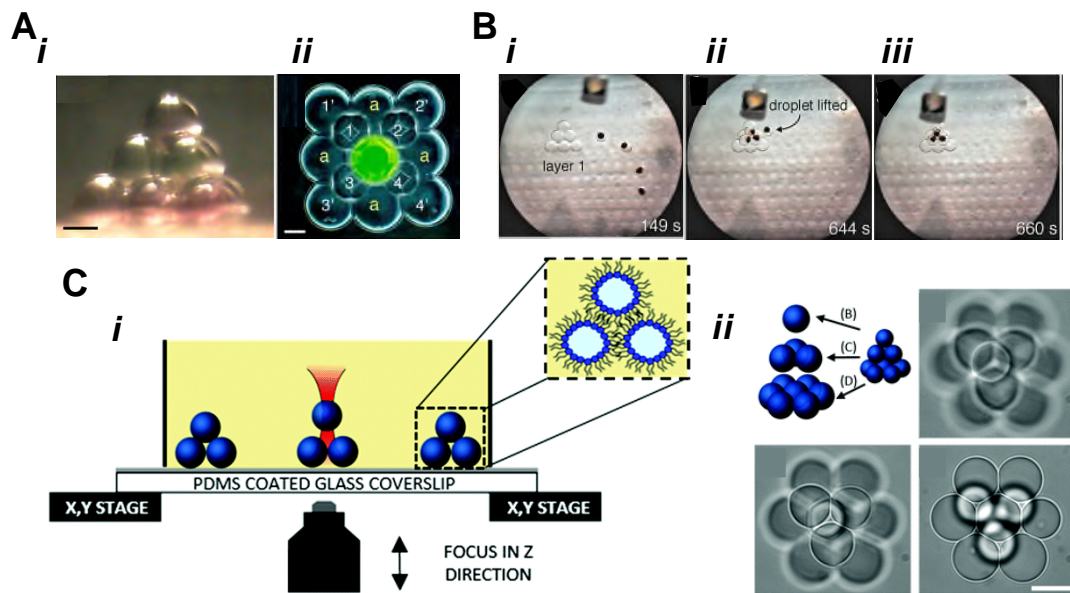 A
i
ii
1'
a
2'
1
2
a
a
3
4
3'
a
4'
B
i
ii
iii
layer 1
149 s
droplet lifted
644 s
660 s
C
i
PDMS COATED GLASS COVERSLIP
X,Y STAGE
X,Y STAGE
FOCUS IN Z
DIRECTION
ii
(B)
(C)
(D)